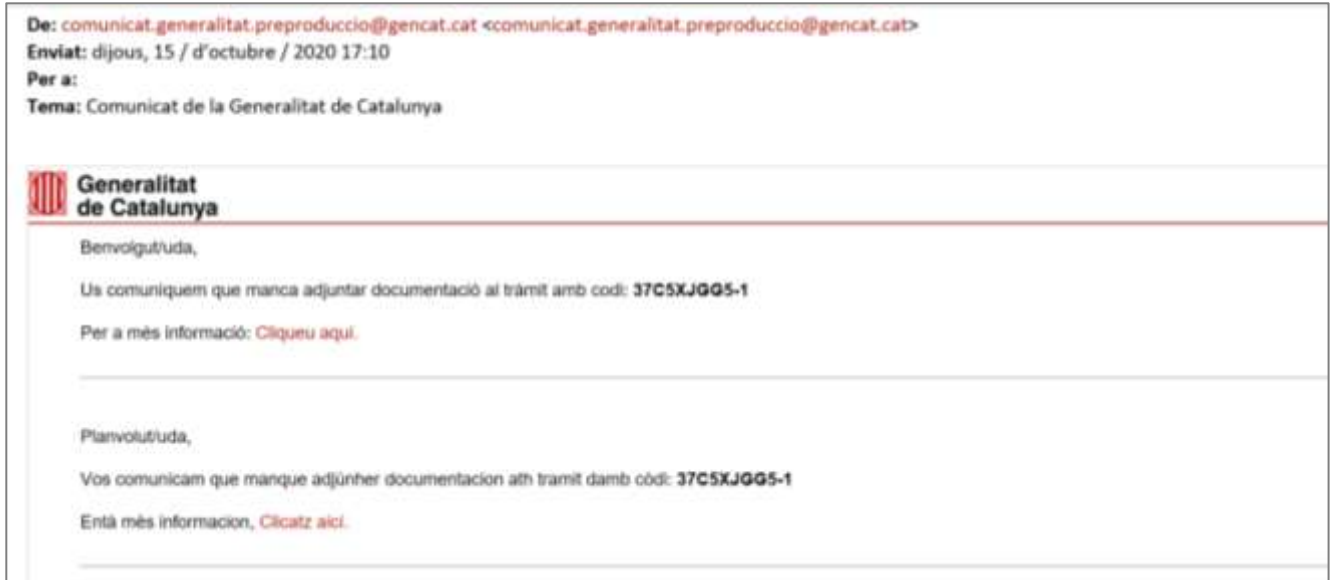 De: comunicat.generalitat.preproduccio@gencat.cat <comunicat.generalitat.preproduccio@gencat.cat>
Enviat: dijous, 15 / d'octubre / 2020 17:10
Per a:
Tema: Comunicat de la Generalitat de Catalunya
Generalitat
de Catalunya
Benvolgut/uda,
Us comuniquem que manca adjuntar documentació al tràmit amb codi: 37C5XJGG5-1
Per a més informació: Cliqueu aquí.
Planvolut/uda,
Vos comunicam que manque adjúnher documentacion ath tramit damb còdi: 37C5XJGG5-1
Entà mès informacion, Clicatz aicí.